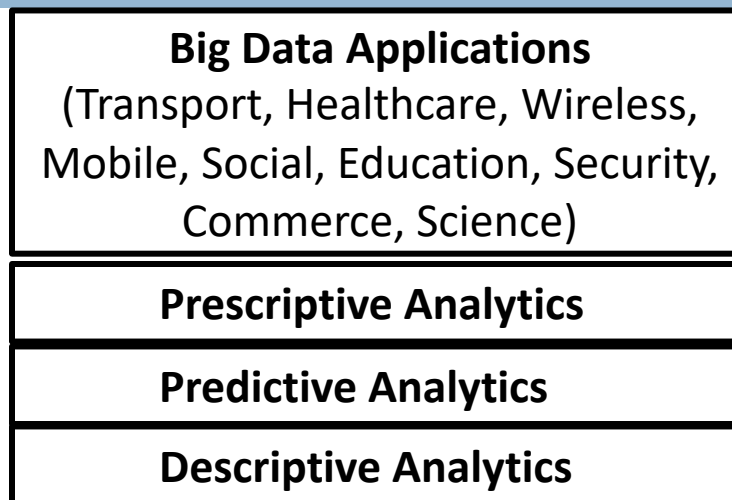 Big Data Applications
(Transport, Healthcare, Wireless,
Mobile, Social, Education, Security,
Commerce, Science)
Prescriptive Analytics
Predictive Analytics
Descriptive Analytics